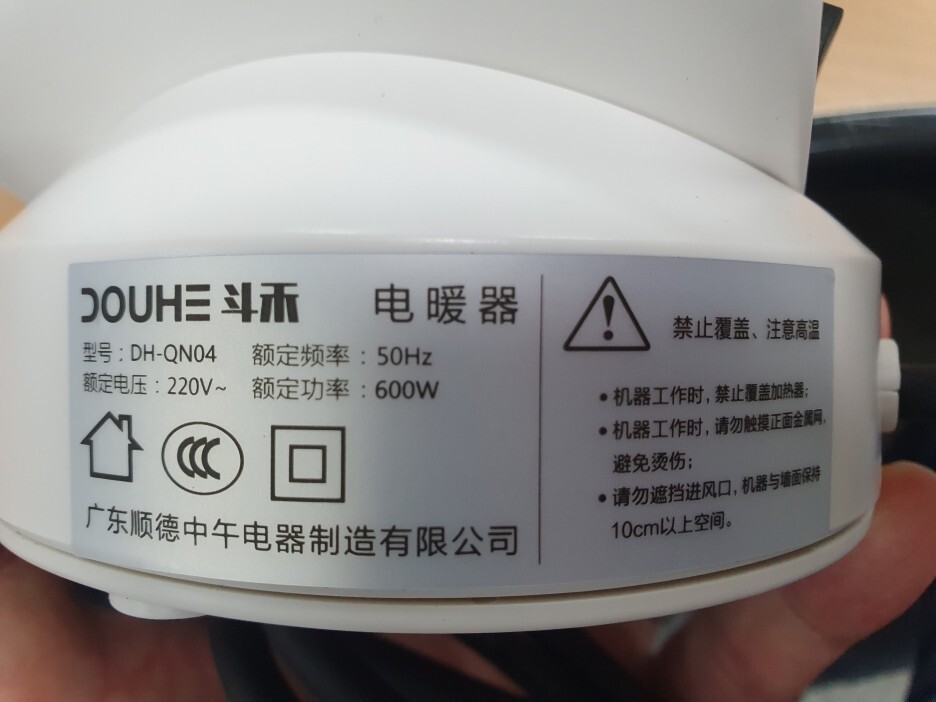 DOUHE 斗禾 电暖器
型号：DH-QN04 额定频率：50Hz
额定电压：220V~ 额定功率：600W
CCC
广东顺德中午电器制造有限公司
禁止覆盖、注意高温
•机器工作时，禁止覆盖加热器；
•机器工作时，请勿触摸正面金属网，
避免烫伤；
•请勿遮挡进风口，机器与墙面保持
10cm以上空间。